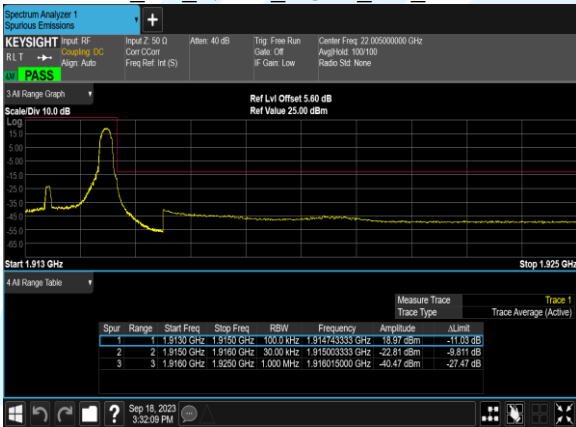 Spectrum Analyzer 1
Spurious Emissions
+
KEYSIGHT Input: RF Input Z: 50 Ω Atten: 40 dB Trig: Free Run Center Freq: 22.005000000 GHz
RLT Coupling: DC Corr CCorr Gate: Off Avg|Hold: 100/100
Align: Auto Freq Ref: Int (S) IF Gain: Low Radio Std: None
LVI PASS
3 All Range Graph
Ref Lvl Offset 5.60 dB
Scale/Div 10.0 dB Ref Value 25.00 dBm
Log
15.0
5.00
-5.00
-15.0
-25.0
-35.0
-45.0
-55.0
-65.0
Start 1.913 GHz Stop 1.925 GHz
4 All Range Table
Measure Trace Trace 1
Trace Type Trace Average (Active)
Spur Range Start Freq Stop Freq RBW Frequency Amplitude ΔLimit
1 1 1.9130 GHz 1.9150 GHz 100.0 kHz 1.914743333 GHz 18.97 dBm -11.03 dB
2 2 1.9150 GHz 1.9160 GHz 30.00 kHz 1.915003333 GHz -22.81 dBm -9.811 dB
3 3 1.9160 GHz 1.9250 GHz 1.000 MHz 1.916015000 GHz -40.47 dBm -27.47 dB
? Sep 18, 2023
3:32:09 PM